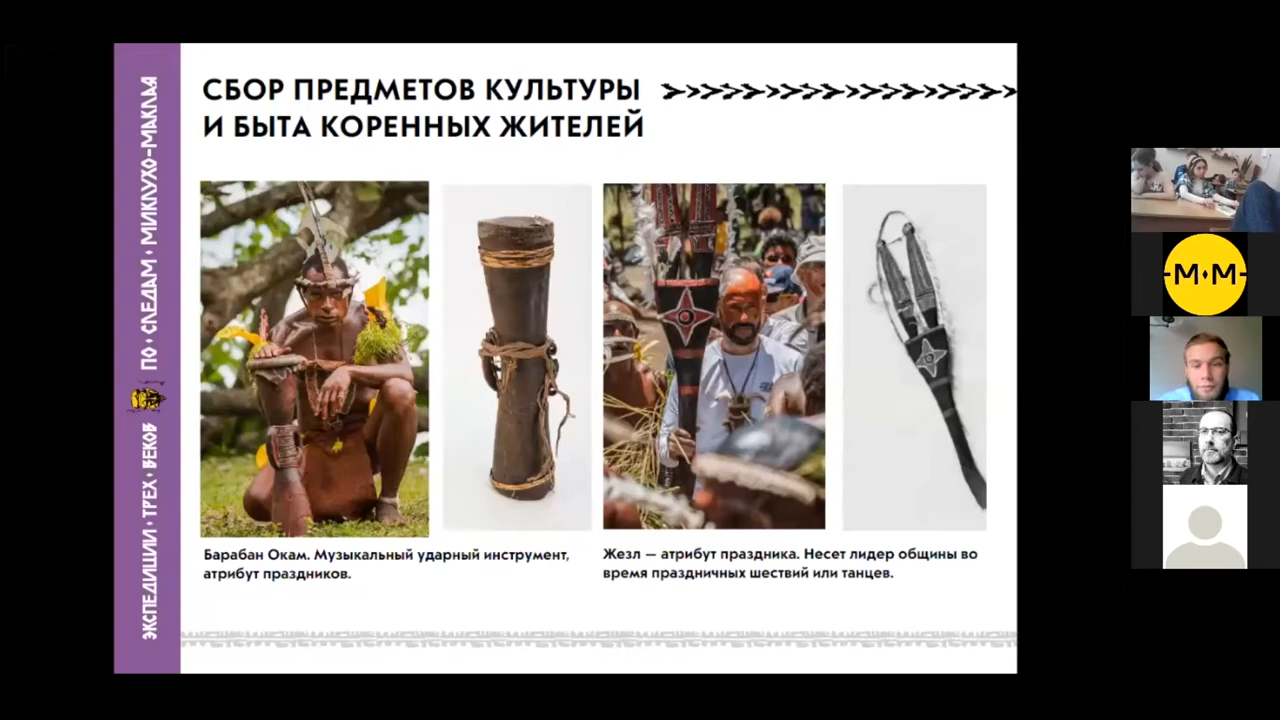 СБОР ПРЕДМЕТОВ КУЛЬТУРЫ
И БЫТА КОРЕННЫХ ЖИТЕЛЕЙ
ЭКСПЕДИЦИИ • ТРЕХ • ВЕКОВ ПО • СЛЕДАМ • МИКЛУХО-МАКЛАЯ
Барабан Окам. Музыкальный ударный инструмент,
атрибут праздников.
Жезл — атрибут праздника. Несет лидер общины во
время праздничных шествий или танцев.
-М•М-